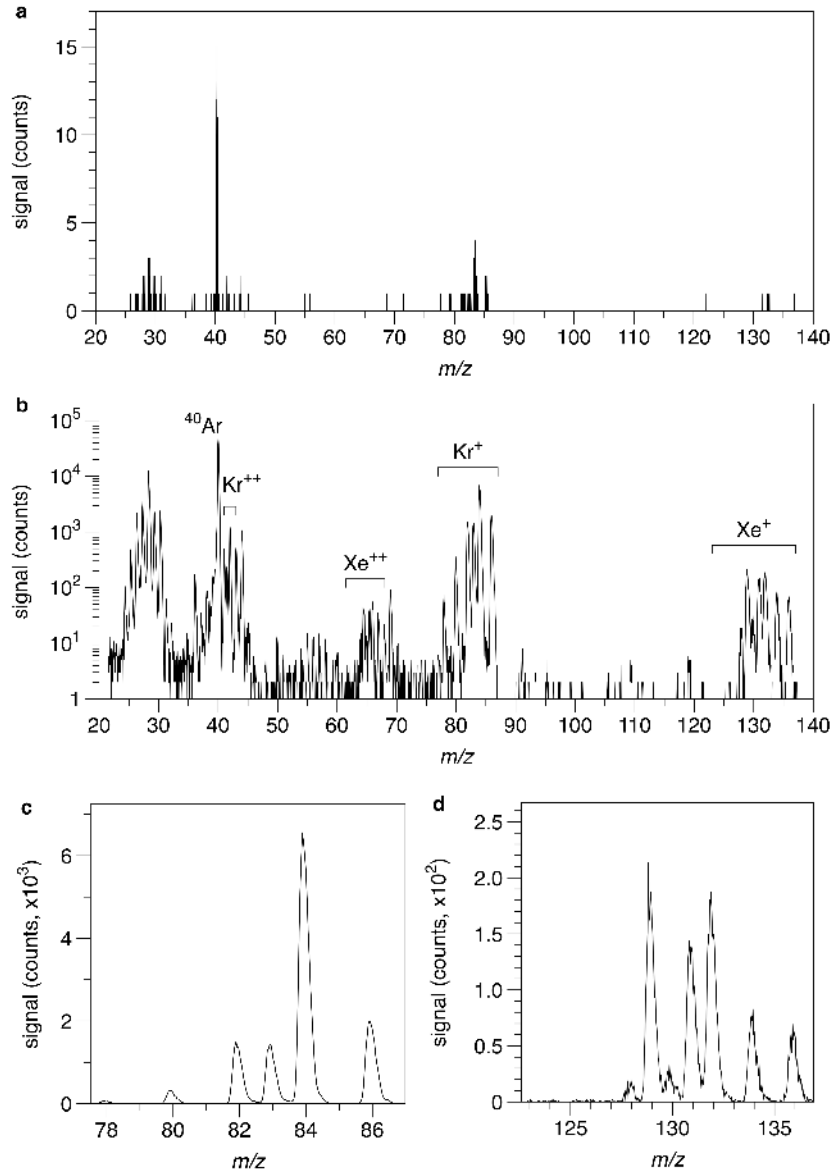 a
signal (counts)
15
10
5
0
20 30 40 50 60 70 80 90 100 110 120 130 140
m/z
b
signal (counts)
10⁵
10⁴
10³
10²
10¹
1
⁴⁰Ar
Kr⁺⁺
Xe⁺⁺
Kr⁺
Xe⁺
20 30 40 50 60 70 80 90 100 110 120 130 140
m/z
c
signal (counts, x10³)
6
4
2
0
78 80 82 84 86
m/z
d
signal (counts, x10²)
2.5
2.0
1.5
1.0
0.5
0
125 130 135
m/z